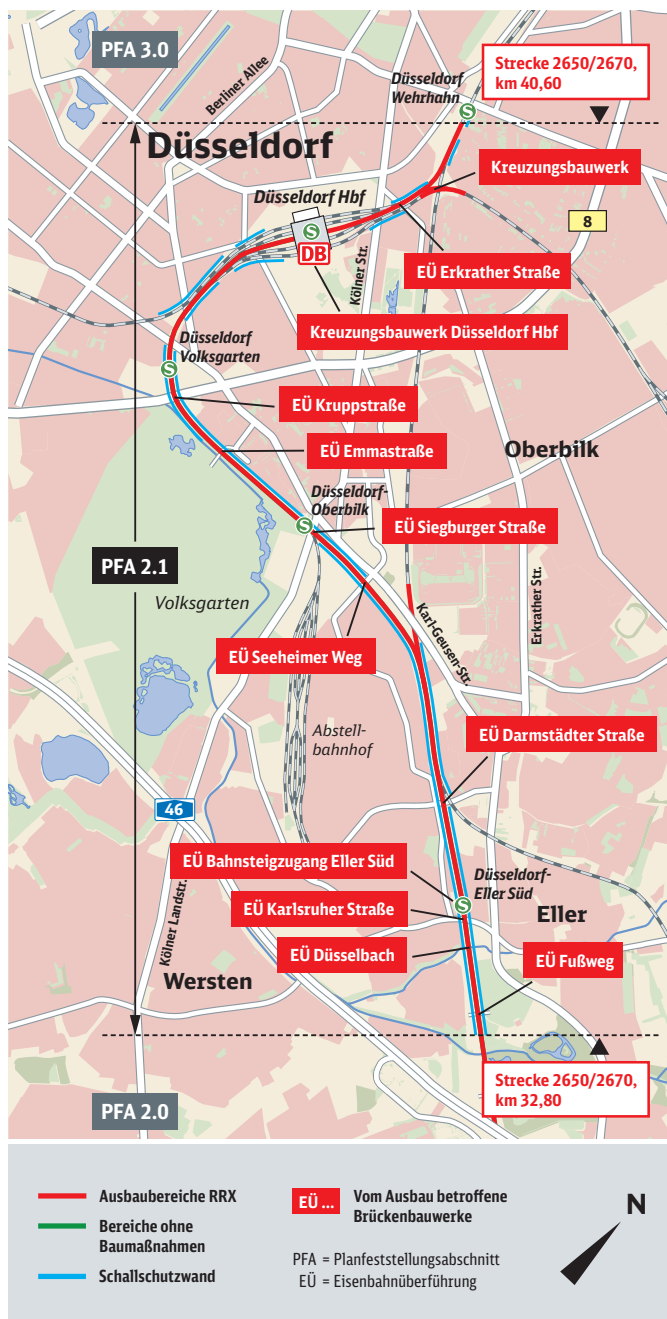 PFA 3.0
Berliner Allee
Düsseldorf
Wehrhahn
S
Strecke 2650/2670,
km 40,60
Düsseldorf
Kreuzungsbauwerk
Düsseldorf Hbf
S
DB
8
Kölner Str.
EÜ Erkrather Straße
Kreuzungsbauwerk Düsseldorf Hbf
Düsseldorf
Volksgarten
S
EÜ Kruppstraße
EÜ Emmastraße
Oberbilk
Düsseldorf-
Oberbilk
S
EÜ Siegburger Straße
PFA 2.1
Volksgarten
Erkrather Str.
Karl-Geusen-Str.
EÜ Seeheimer Weg
Abstell-
bahnhof
EÜ Darmstädter Straße
46
EÜ Bahnsteigzugang Eller Süd
Düsseldorf-
Eller Süd
S
EÜ Karlsruher Straße
Eller
Kölner Landstr.
EÜ Düsselbach
EÜ Fußweg
Wersten
Strecke 2650/2670,
km 32,80
PFA 2.0
Ausbaubereiche RRX
Bereiche ohne
Baumaßnahmen
Schallschutzwand
EÜ ...
Vom Ausbau betroffene
Brückenbauwerke
PFA = Planfeststellungsabschnitt
EÜ = Eisenbahnüberführung
N